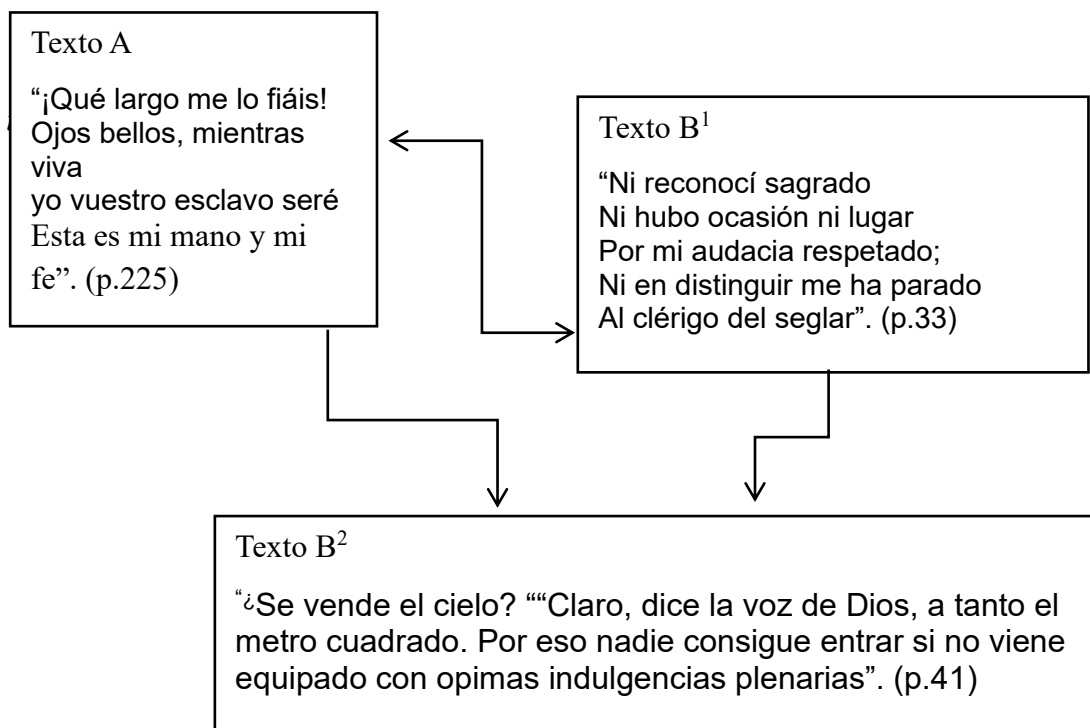 Texto A
“¡Qué largo me lo fiáis!
Ojos bellos, mientras
viva
yo vuestro esclavo seré
Esta es mi mano y mi
fe”. (p.225)
Texto B¹
“Ni reconocí sagrado
Ni hubo ocasión ni lugar
Por mi audacia respetado;
Ni en distinguir me ha parado
Al clérigo del seglar”. (p.33)
Texto B²
“¿Se vende el cielo? ““Claro, dice la voz de Dios, a tanto el
metro cuadrado. Por eso nadie consigue entrar si no viene
equipado con opimas indulgencias plenarias”. (p.41)